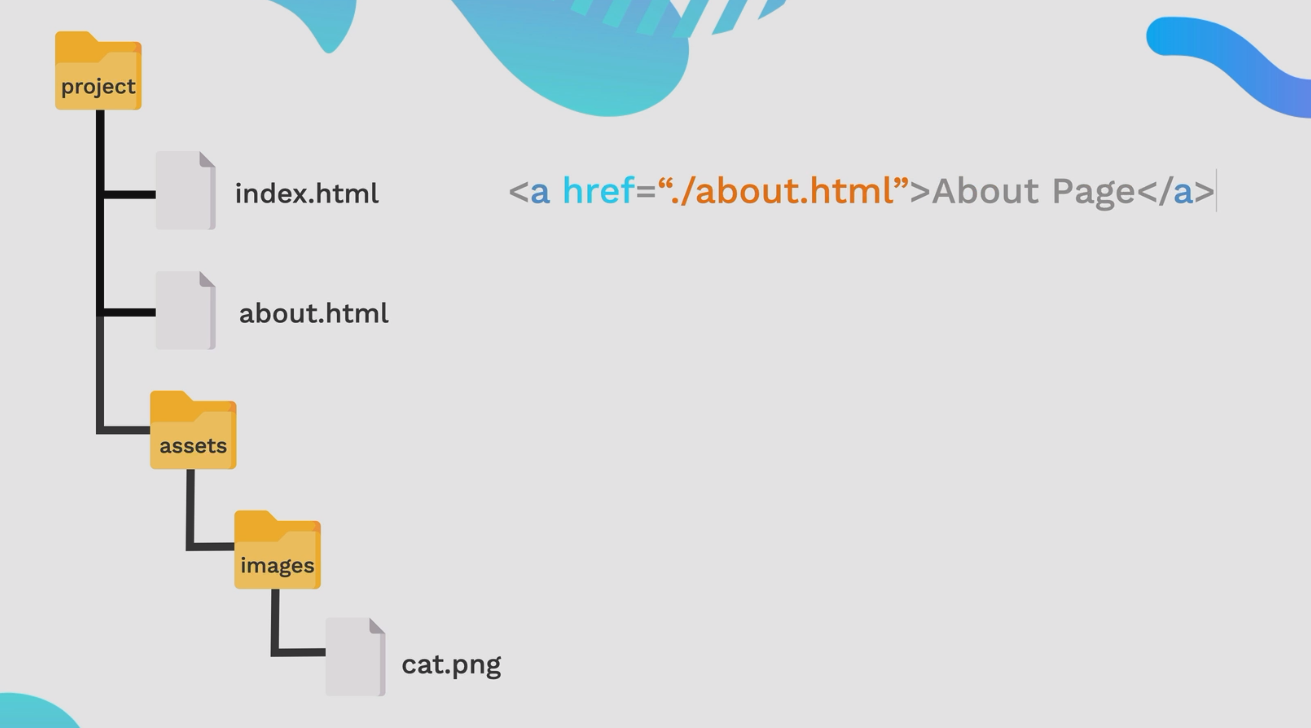 project
index.html
<a href=“./about.html”>About Page</a>
about.html
assets
images
cat.png